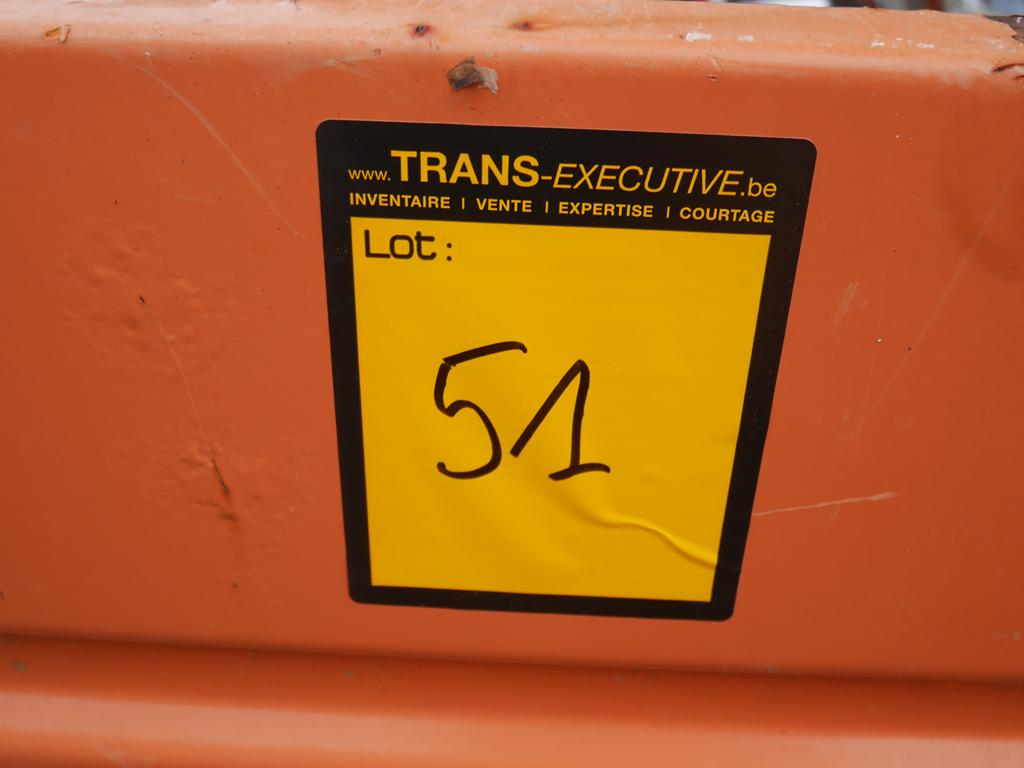 www.TRANS-EXECUTIVE.be
INVENTAIRE | VENTE | EXPERTISE | COURTAGE
Lot :
51